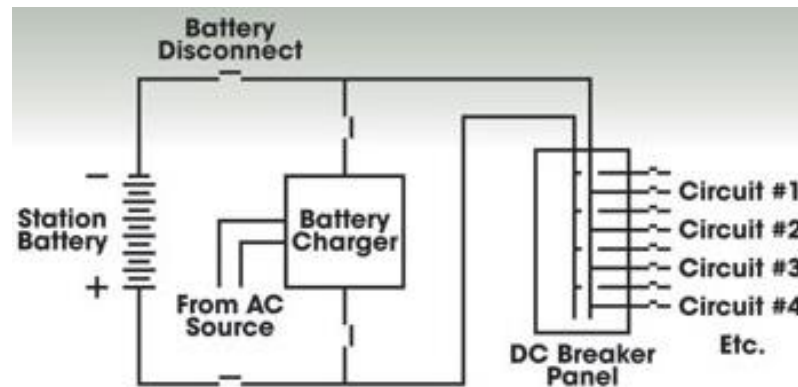 Battery
Disconnect
−
Station
Battery
+
Battery
Charger
From AC
Source
Circuit #1
Circuit #2
Circuit #3
Circuit #4
Etc.
DC Breaker
Panel